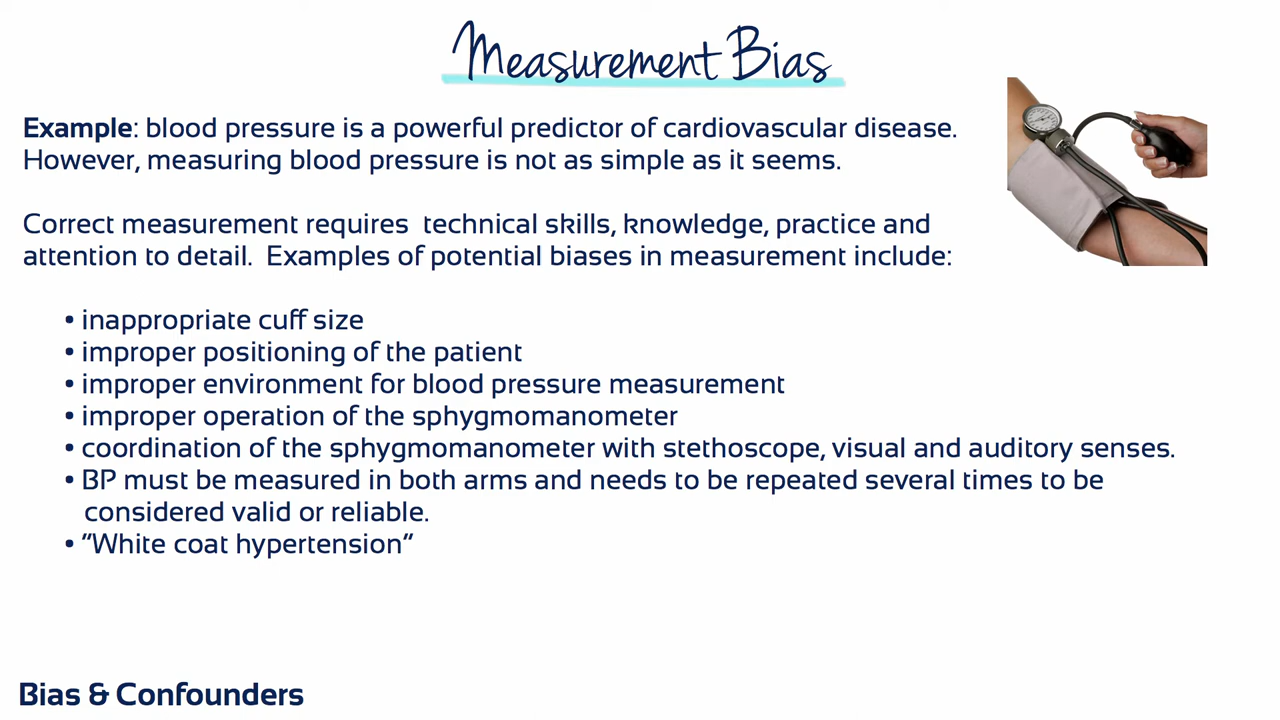 Measurement Bias
Example: blood pressure is a powerful predictor of cardiovascular disease.
However, measuring blood pressure is not as simple as it seems.
Correct measurement requires  technical skills, knowledge, practice and
attention to detail.  Examples of potential biases in measurement include:
• inappropriate cuff size
• improper positioning of the patient
• improper environment for blood pressure measurement
• improper operation of the sphygmomanometer
• coordination of the sphygmomanometer with stethoscope, visual and auditory senses.
• BP must be measured in both arms and needs to be repeated several times to be
considered valid or reliable.
• “White coat hypertension”
Bias & Confounders